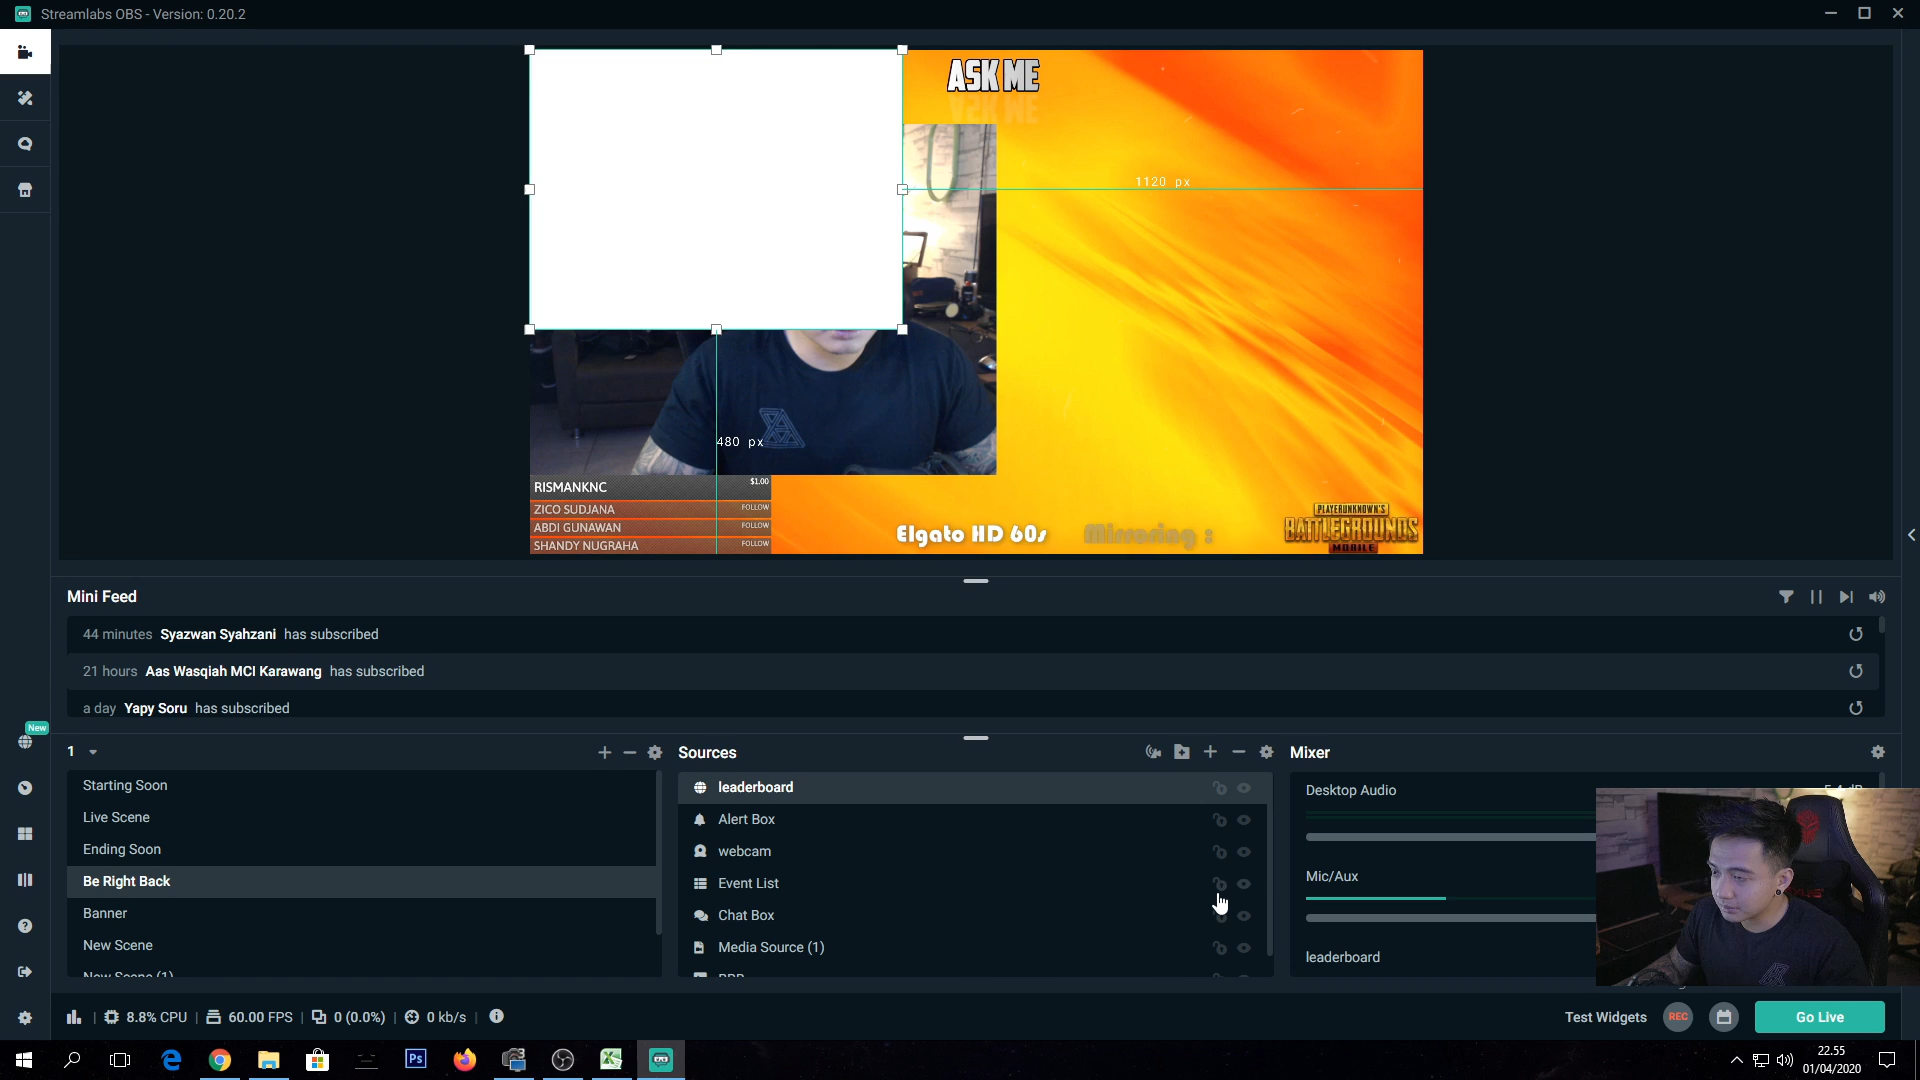 Streamlabs OBS - Version: 0.20.2
ASK ME
1120 px
480 px
RISMANKNC $1.00
ZICO SUDJANA FOLLOW
ABDI GUNAWAN FOLLOW
SHANDY NUGRAHA FOLLOW
Elgato HD 60s Mirroring :
PLAYERUNKNOWN'S
BATTLEGROUNDS
MOBILE
Mini Feed
44 minutes Syazwan Syahzani has subscribed
21 hours Aas Wasqiah MCI Karawang has subscribed
a day Yapy Soru has subscribed
New
1
Starting Soon
Live Scene
Ending Soon
Be Right Back
Banner
New Scene
New Scene (1)
Sources
leaderboard
Alert Box
webcam
Event List
Chat Box
Media Source (1)
Mixer
Desktop Audio
Mic/Aux
leaderboard
8.8% CPU
60.00 FPS
0 (0.0%)
0 kb/s
Test Widgets
REC
Go Live
Ps
22.55
01/04/2020